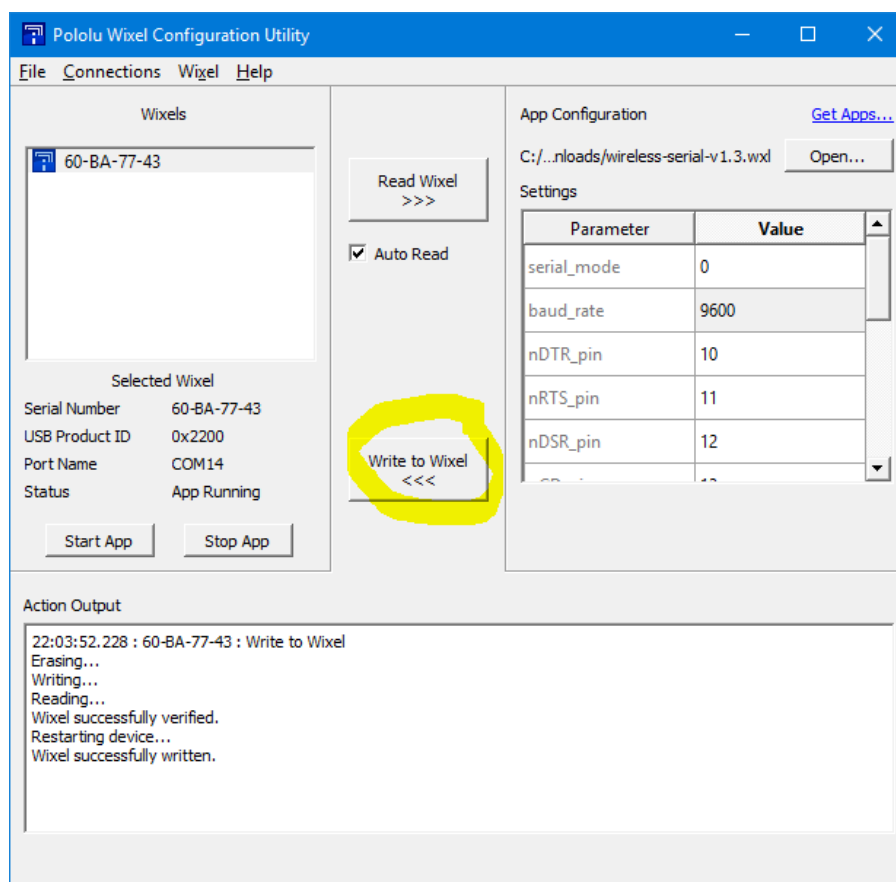 Pololu Wixel Configuration Utility
File Connections Wixel Help
Wixels
60-BA-77-43
Selected Wixel
Serial Number 60-BA-77-43
USB Product ID 0x2200
Port Name COM14
Status App Running
Start App Stop App
Read Wixel
>>>
Auto Read
Write to Wixel
<<<
App Configuration Get Apps...
C:/...nloads/wireless-serial-v1.3.wxl Open...
Settings
Parameter Value
serial_mode 0
baud_rate 9600
nDTR_pin 10
nRTS_pin 11
nDSR_pin 12
Action Output
22:03:52.228 : 60-BA-77-43 : Write to Wixel
Erasing...
Writing...
Reading...
Wixel successfully verified.
Restarting device...
Wixel successfully written.